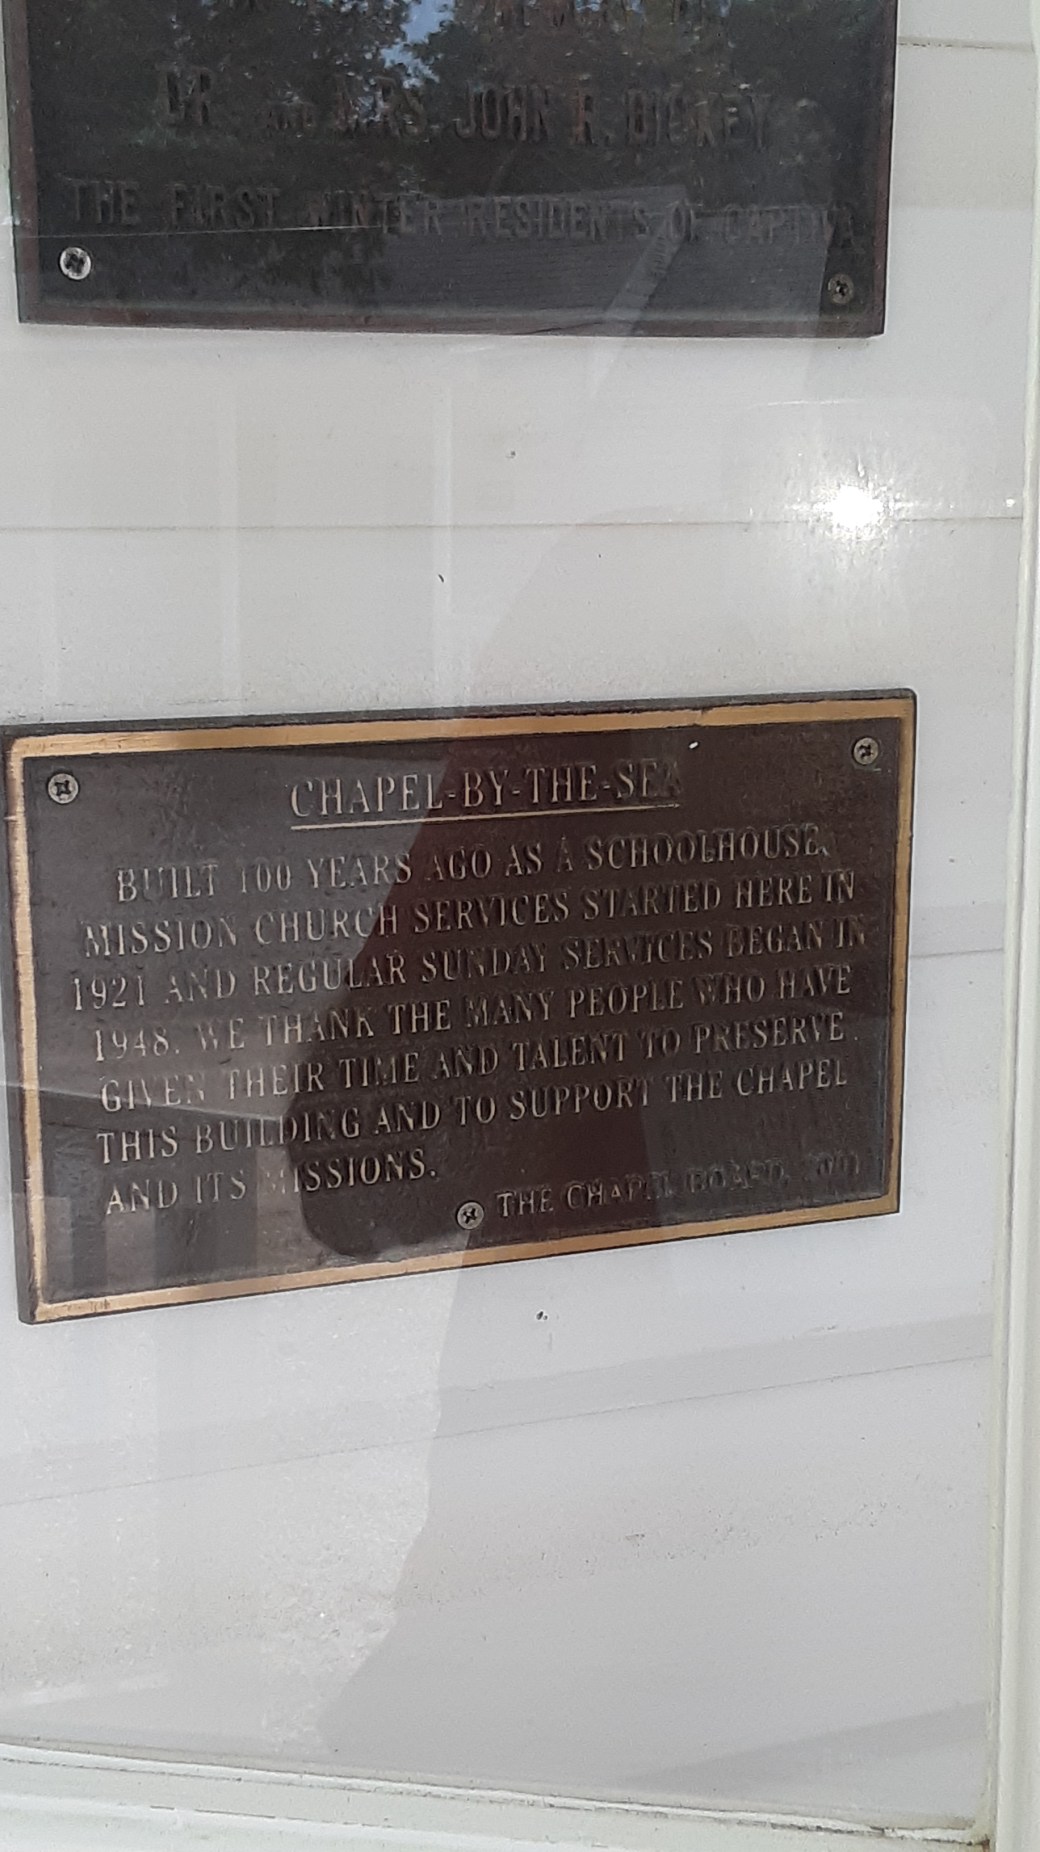 MEMORY OF
DR. AND MRS. JOHN R. DICKEY
THE FIRST WINTER RESIDENTS OF CAPTIVA
CHAPEL-BY-THE-SEA
BUILT 100 YEARS AGO AS A SCHOOLHOUSE,
MISSION CHURCH SERVICES STARTED HERE IN
1921 AND REGULAR SUNDAY SERVICES BEGAN IN
1948. WE THANK THE MANY PEOPLE WHO HAVE
GIVEN THEIR TIME AND TALENT TO PRESERVE
THIS BUILDING AND TO SUPPORT THE CHAPEL
AND ITS MISSIONS.
THE CHAPEL BOARD,